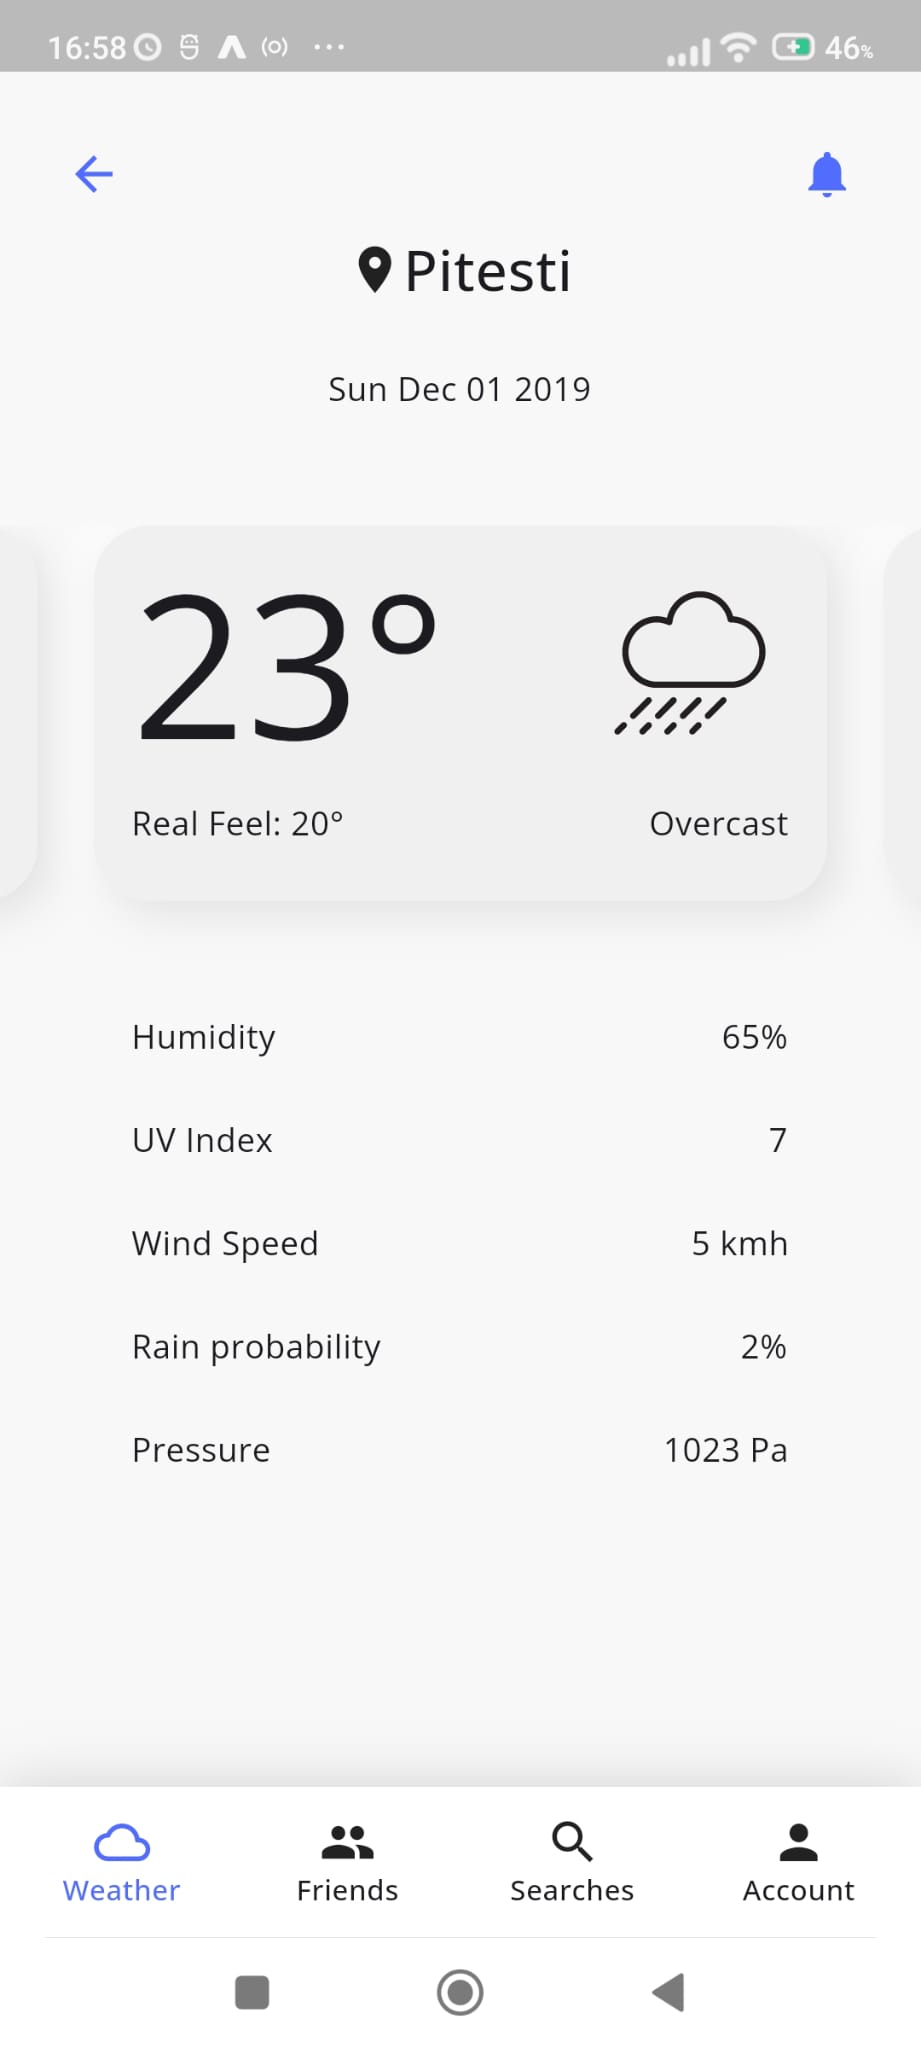 16:58 46%
Pitesti
Sun Dec 01 2019
23°
Real Feel: 20° Overcast
Humidity 65%
UV Index 7
Wind Speed 5 kmh
Rain probability 2%
Pressure 1023 Pa
Weather Friends Searches Account